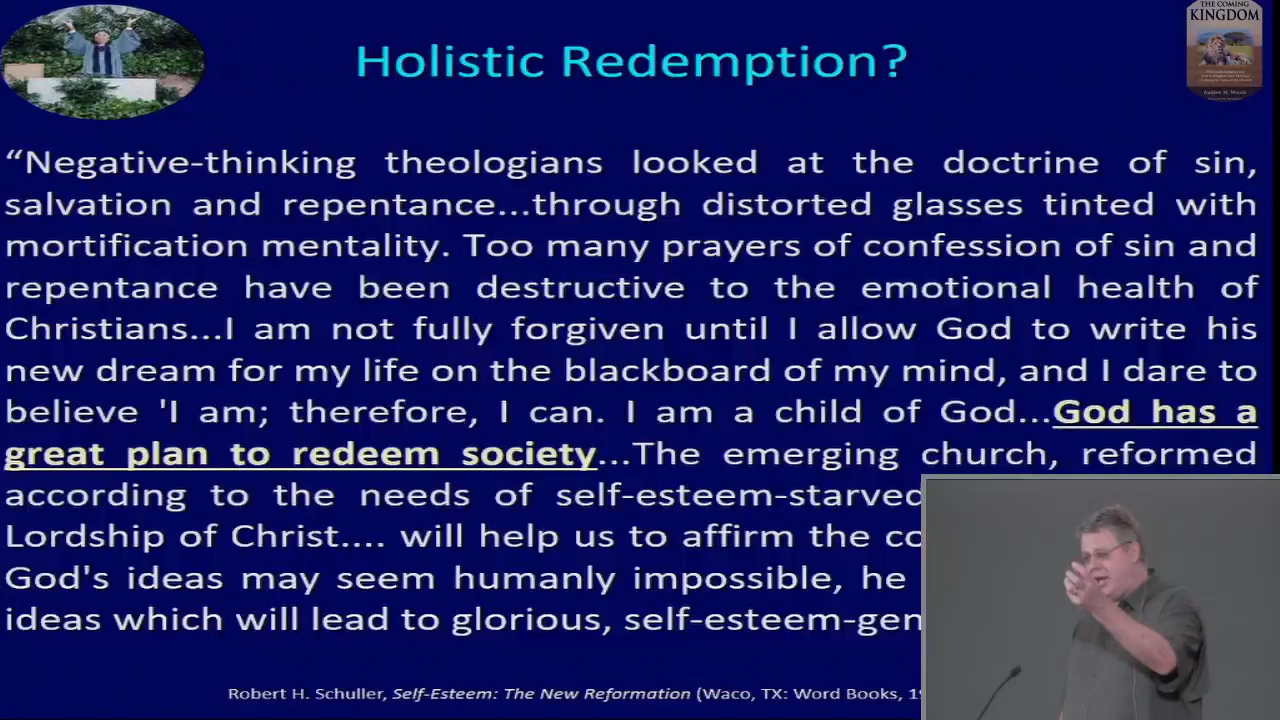 THE COMING
KINGDOM
Holistic Redemption?
Andrew M. Woods
“Negative-thinking theologians looked at the doctrine of sin,
salvation and repentance...through distorted glasses tinted with
mortification mentality. Too many prayers of confession of sin and
repentance have been destructive to the emotional health of
Christians...I am not fully forgiven until I allow God to write his
new dream for my life on the blackboard of my mind, and I dare to
believe 'I am; therefore, I can. I am a child of God...God has a
great plan to redeem society...The emerging church, reformed
according to the needs of self-esteem-starved
Lordship of Christ.... will help us to affirm the
God's ideas may seem humanly impossible, he
ideas which will lead to glorious,
Robert H. Schuller, Self-Esteem: The New Reformation (Waco, TX: Word Books,